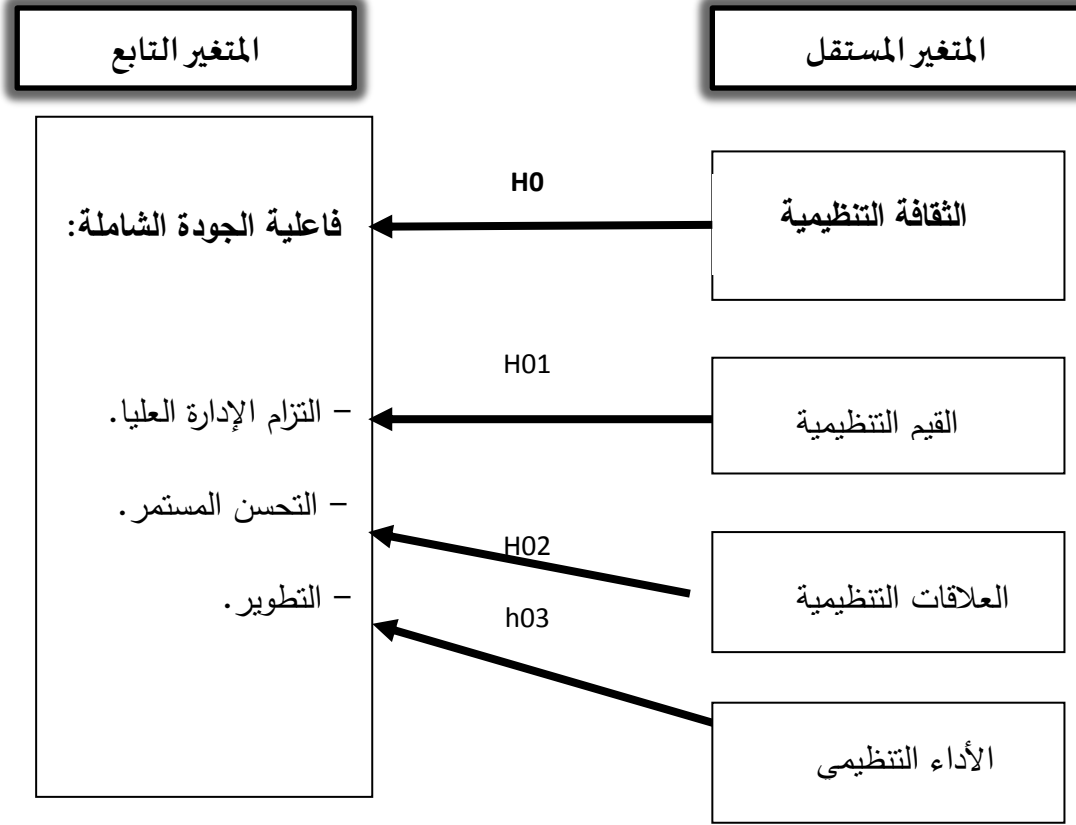 المتغير المستقل
المتغير التابع
الثقافة التنظيمية
H0
فاعلية الجودة الشاملة:
H01
القيم التنظيمية
– التزام الإدارة العليا.
– التحسن المستمر.
H02
العلاقات التنظيمية
– التطوير.
h03
الأداء التنظيمي